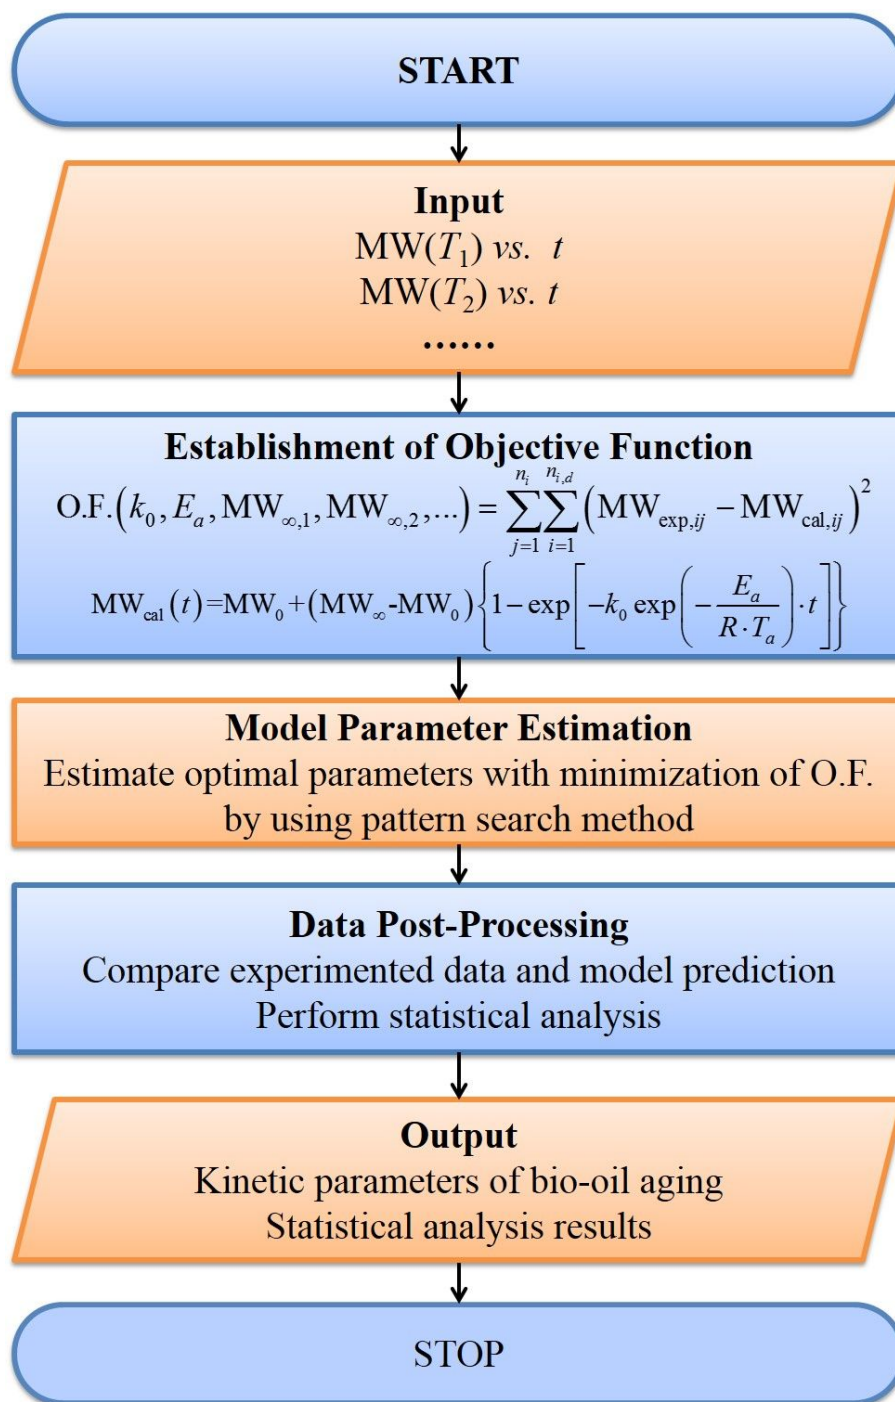 START
Input
MW(T₁) vs. t
MW(T₂) vs. t
......
Establishment of Objective Function
O.F.(k₀, Eₐ, MW∞,₁, MW∞,₂,...) = ∑_{j=1}^{n_i} ∑_{i=1}^{n_{i,d}} (MW_{exp,ij} − MW_{cal,ij})²
MW_{cal}(t)=MW₀+(MW∞-MW₀){1−exp[−k₀ exp(−Eₐ/(R·Tₐ))·t]}
Model Parameter Estimation
Estimate optimal parameters with minimization of O.F.
by using pattern search method
Data Post-Processing
Compare experimented data and model prediction
Perform statistical analysis
Output
Kinetic parameters of bio-oil aging
Statistical analysis results
STOP